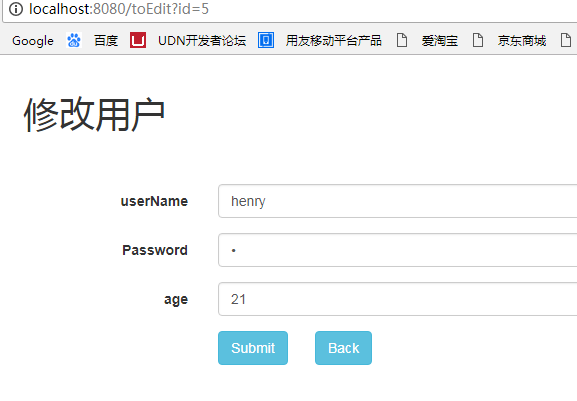 localhost:8080/toEdit?id=5
Google 百度 UDN开发者论坛 用友移动平台产品 爱淘宝 京东商城
修改用户
userName henry
Password •
age 21
Submit Back